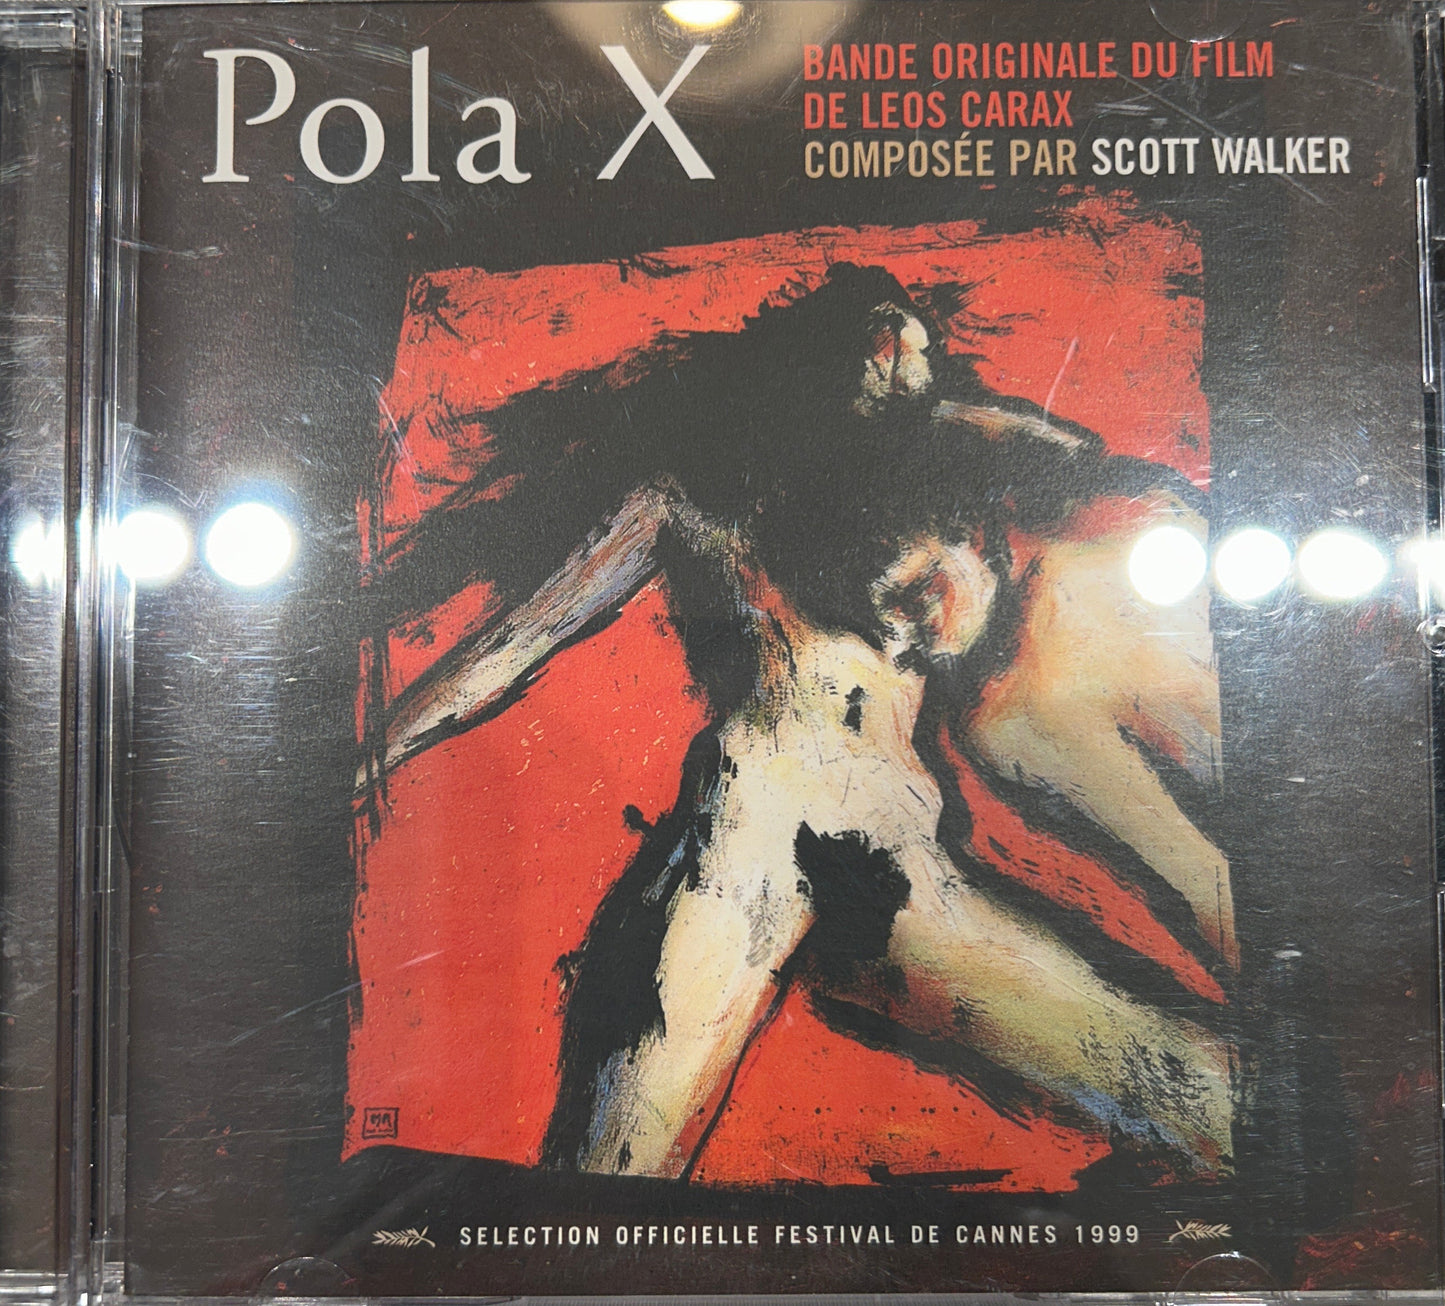 Pola X
BANDE ORIGINALE DU FILM
DE LEOS CARAX
COMPOSÉE PAR SCOTT WALKER
SELECTION OFFICIELLE FESTIVAL DE CANNES 1999